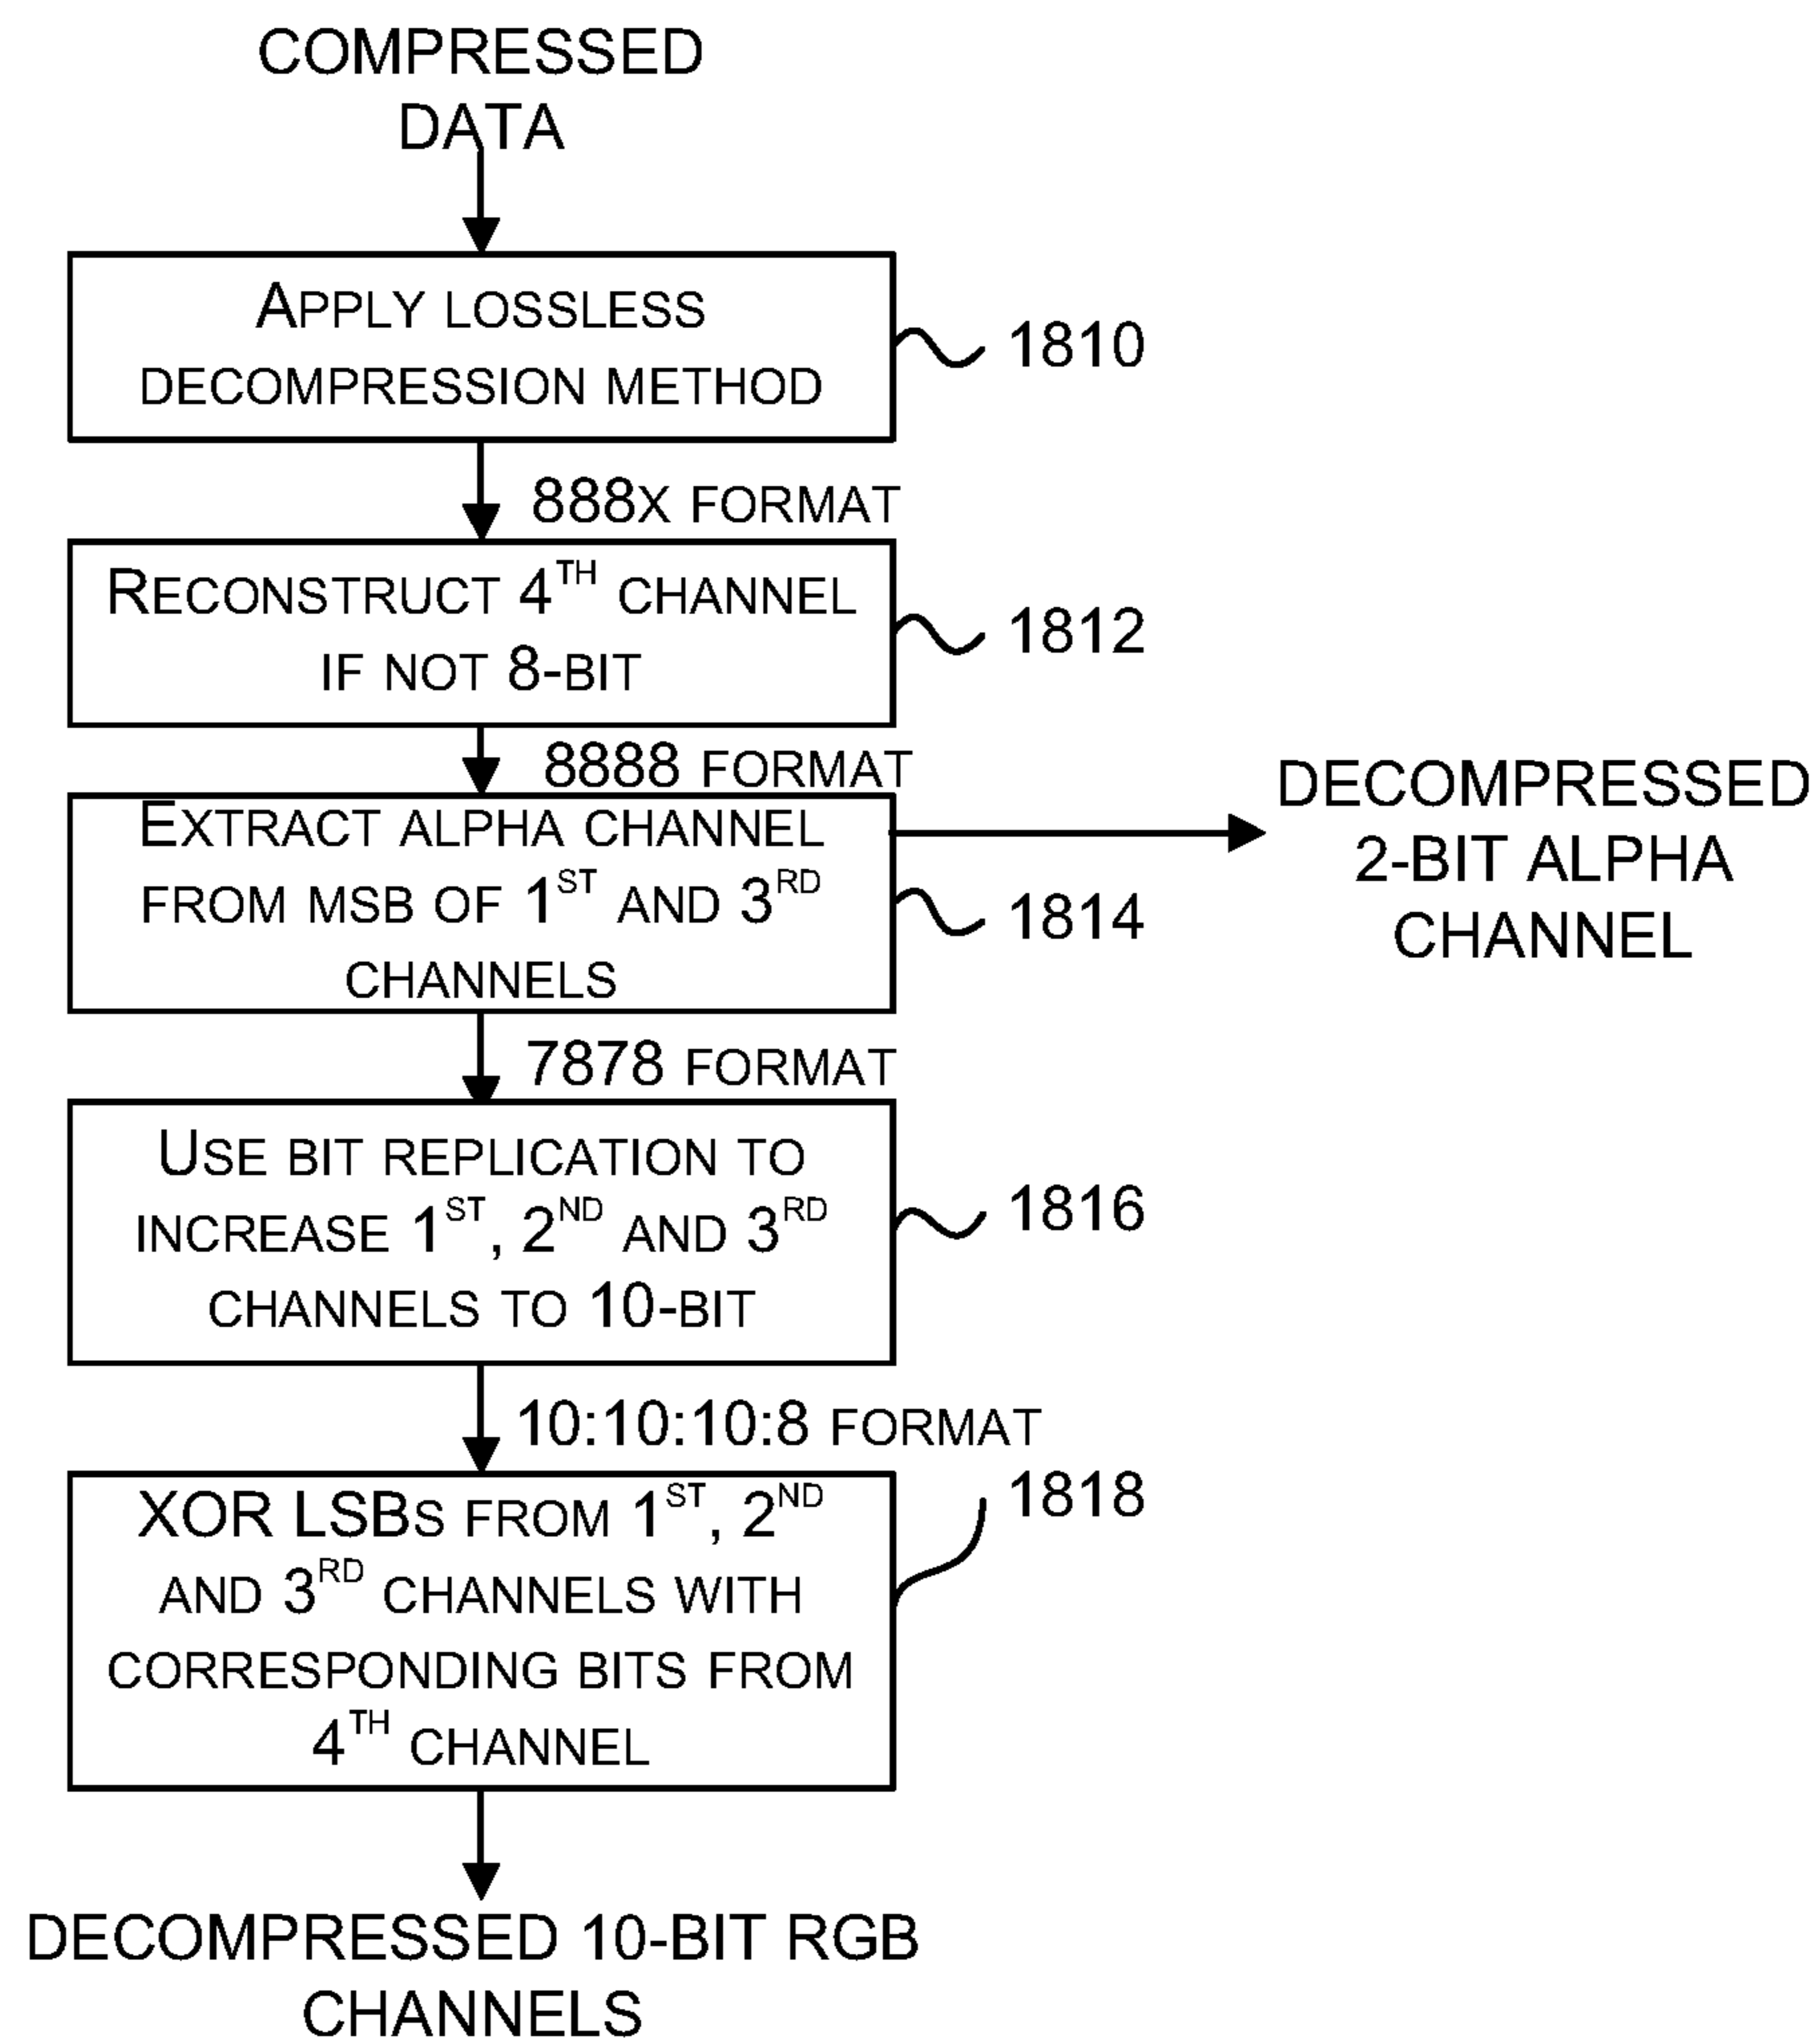 COMPRESSED
DATA
APPLY LOSSLESS
DECOMPRESSION METHOD
1810
888X FORMAT
RECONSTRUCT 4TH CHANNEL
IF NOT 8-BIT
1812
8888 FORMAT
EXTRACT ALPHA CHANNEL
FROM MSB OF 1ST AND 3RD
CHANNELS
1814
DECOMPRESSED
2-BIT ALPHA
CHANNEL
7878 FORMAT
USE BIT REPLICATION TO
INCREASE 1ST, 2ND AND 3RD
CHANNELS TO 10-BIT
1816
10:10:10:8 FORMAT
XOR LSBS FROM 1ST, 2ND
AND 3RD CHANNELS WITH
CORRESPONDING BITS FROM
4TH CHANNEL
1818
DECOMPRESSED 10-BIT RGB
CHANNELS